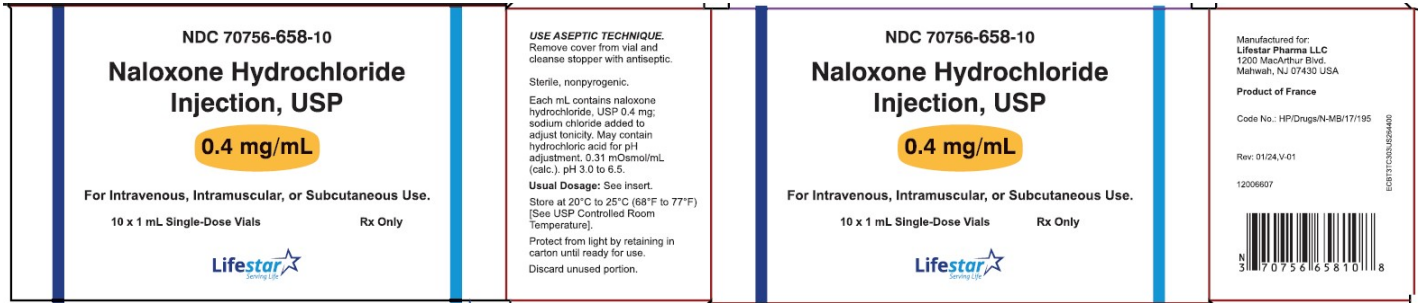 NDC 70756-658-10
Naloxone Hydrochloride
Injection, USP
0.4 mg/mL
For Intravenous, Intramuscular, or Subcutaneous Use.
10 x 1 mL Single-Dose Vials Rx Only
Lifestar
Serving Life
USE ASEPTIC TECHNIQUE.
Remove cover from vial and
cleanse stopper with antiseptic.
Sterile, nonpyrogenic.
Each mL contains naloxone
hydrochloride, USP 0.4 mg;
sodium chloride added to
adjust tonicity. May contain
hydrochloric acid for pH
adjustment. 0.31 mOsmol/mL
(calc.). pH 3.0 to 6.5.
Usual Dosage: See insert.
Store at 20°C to 25°C (68°F to 77°F)
[See USP Controlled Room
Temperature].
Protect from light by retaining in
carton until ready for use.
Discard unused portion.
NDC 70756-658-10
Naloxone Hydrochloride
Injection, USP
0.4 mg/mL
For Intravenous, Intramuscular, or Subcutaneous Use.
10 x 1 mL Single-Dose Vials Rx Only
Lifestar
Serving Life
Manufactured for:
Lifestar Pharma LLC
1200 MacArthur Blvd.
Mahwah, NJ 07430 USA
Product of France
Code No.: HP/Drugs/N-MB/17/195
Rev: 01/24,V-01
12006607
ECBT3TC303US264400
N
3 70756 65810 8